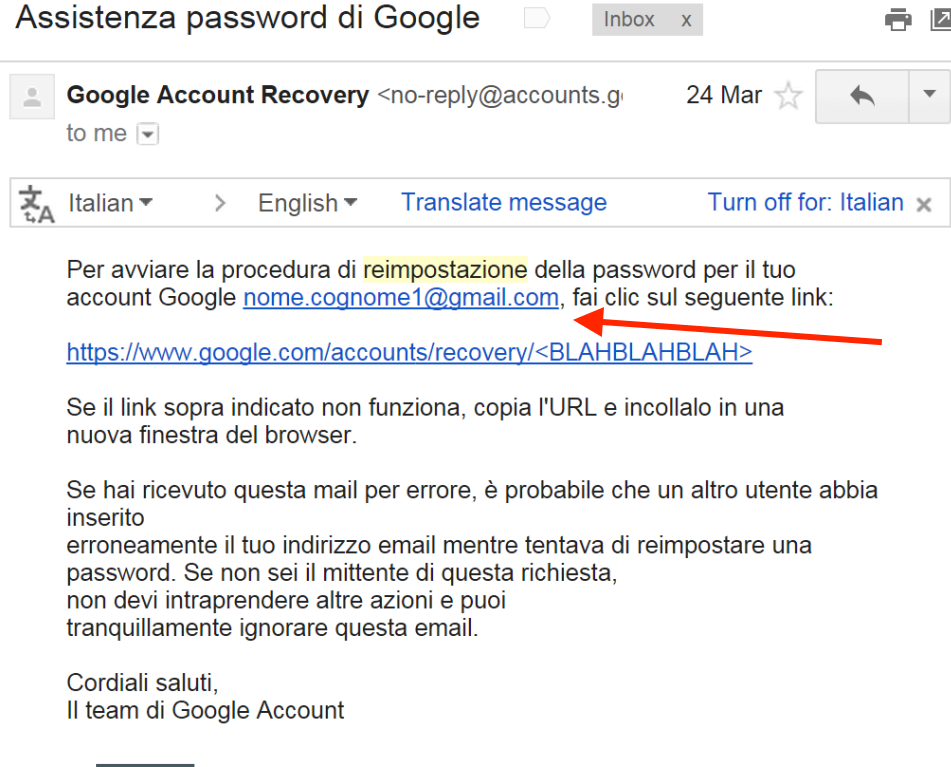 Assistenza password di Google
Inbox x
Google Account Recovery <no-reply@accounts.g
24 Mar
to me
Italian > English Translate message Turn off for: Italian x
Per avviare la procedura di reimpostazione della password per il tuo
account Google nome.cognome1@gmail.com, fai clic sul seguente link:
https://www.google.com/accounts/recovery/<BLAHBLAHBLAH>
Se il link sopra indicato non funziona, copia l'URL e incollalo in una
nuova finestra del browser.
Se hai ricevuto questa mail per errore, è probabile che un altro utente abbia
inserito
erroneamente il tuo indirizzo email mentre tentava di reimpostare una
password. Se non sei il mittente di questa richiesta,
non devi intraprendere altre azioni e puoi
tranquillamente ignorare questa email.
Cordiali saluti,
Il team di Google Account